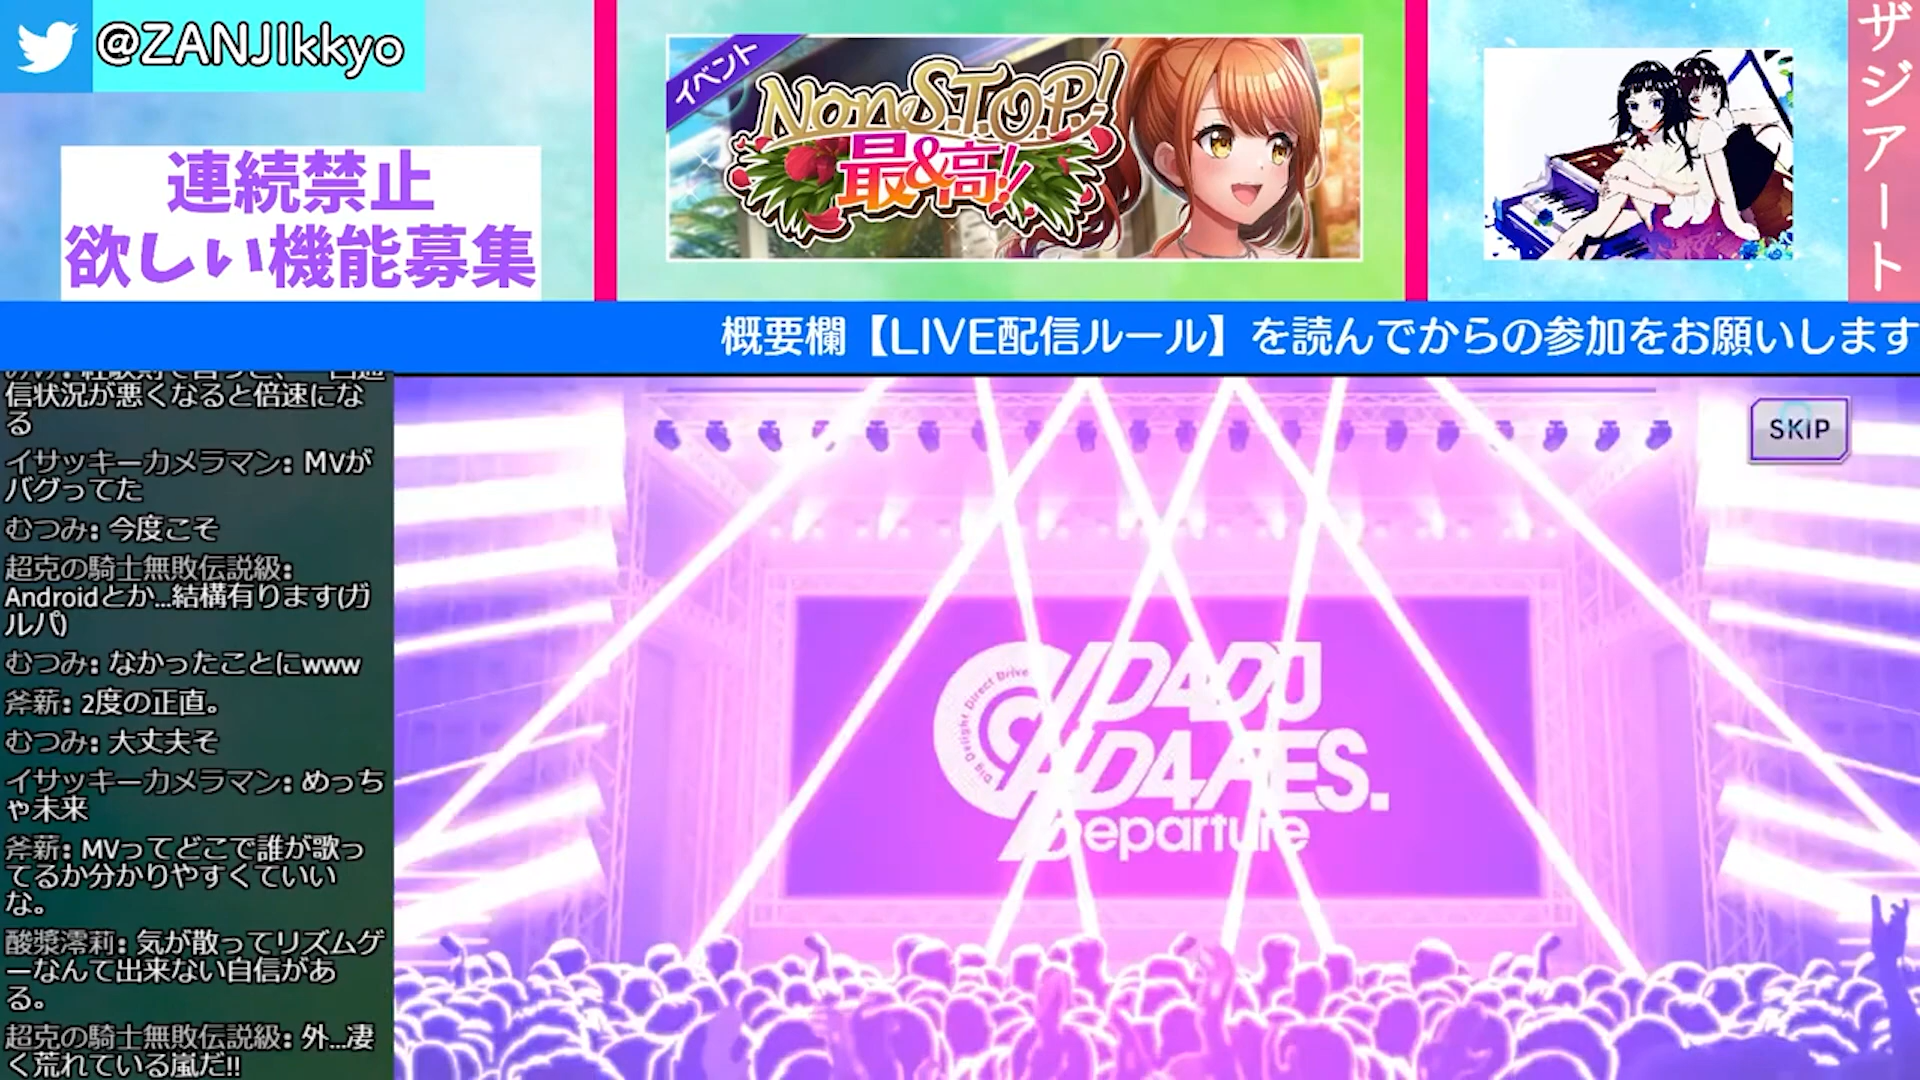 @ZANJIkkyo
連続禁止
欲しい機能募集
イベント
NonS.T.O.P.!
最&高!!
ザジアート
概要欄【LIVE配信ルール】を読んでからの参加をお願いします
信状況が悪くなると倍速にな
る
イサッキーカメラマン: MVが
バグってた
むつみ: 今度こそ
超克の騎士無敗伝説級:
Androidとか...結構有ります(ガ
ルパ)
むつみ: なかったことにwww
斧薪: 2度の正直。
むつみ: 大丈夫そ
イサッキーカメラマン: めっち
ゃ未来
斧薪: MVってどこで誰が歌っ
てるか分かりやすくていい
な。
酸漿澪莉: 気が散ってリズムゲ
ーなんて出来ない自信があ
る。
超克の騎士無敗伝説級: 外...凄
く荒れている嵐だ!!
SKIP
Dig Delight Direct Drive
D4DJ
D4 FES.
Departure